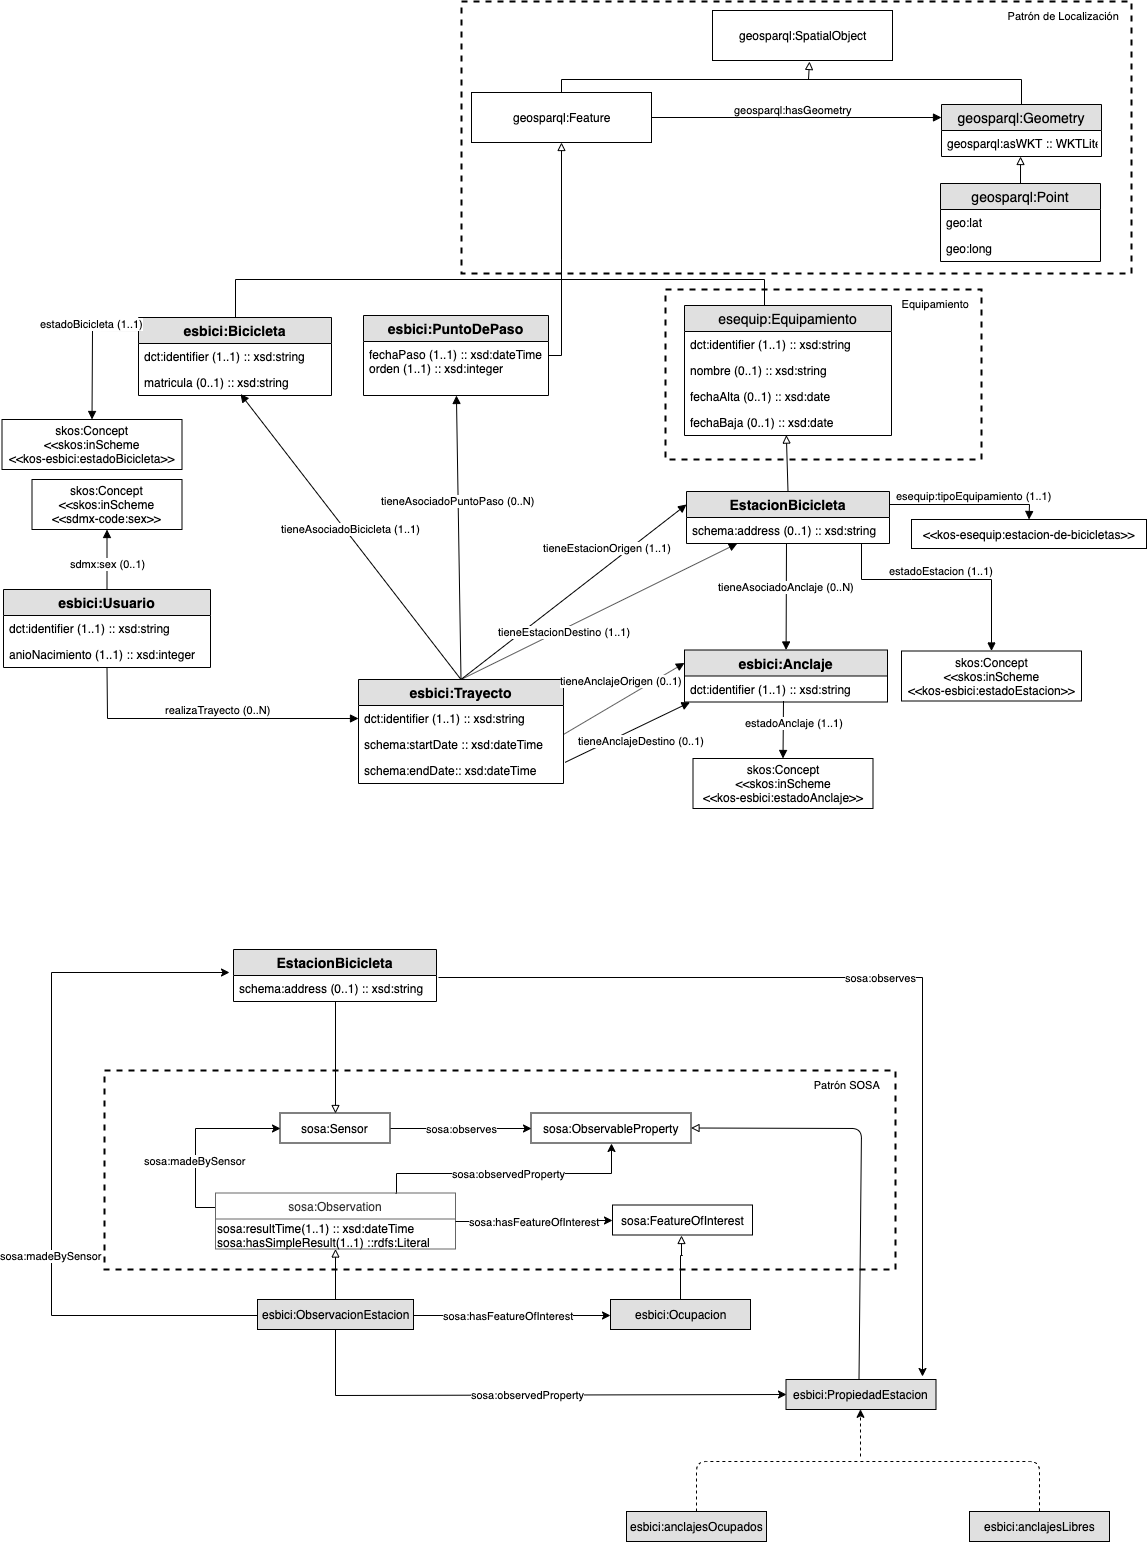 Patrón de Localización
geosparql:SpatialObject
geosparql:Feature
geosparql:hasGeometry
geosparql:Geometry
geosparql:asWKT :: WKTLite
geosparql:Point
geo:lat
geo:long
Equipamiento
estadoBicicleta (1..1)
esbici:Bicicleta
dct:identifier (1..1) :: xsd:string
matricula (0..1) :: xsd:string
esbici:PuntoDePaso
fechaPaso (1..1) :: xsd:dateTime
orden (1..1) :: xsd:integer
esequip:Equipamiento
dct:identifier (1..1) :: xsd:string
nombre (0..1) :: xsd:string
fechaAlta (0..1) :: xsd:date
fechaBaja (0..1) :: xsd:date
skos:Concept
<<skos:inScheme
<<kos-esbici:estadoBicicleta>>
skos:Concept
<<skos:inScheme
<<sdmx-code:sex>>
sdmx:sex (0..1)
tieneAsociadoBicicleta (1..1)
tieneAsociadoPuntoPaso (0..N)
EstacionBicicleta
schema:address (0..1) :: xsd:string
esequip:tipoEquipamiento (1..1)
<<kos-esequip:estacion-de-bicicletas>>
tieneEstacionOrigen (1..1)
tieneAsociadoAnclaje (0..N)
estadoEstacion (1..1)
esbici:Usuario
dct:identifier (1..1) :: xsd:string
anioNacimiento (1..1) :: xsd:integer
tieneEstacionDestino (1..1)
esbici:Anclaje
dct:identifier (1..1) :: xsd:string
skos:Concept
<<skos:inScheme
<<kos-esbici:estadoEstacion>>
realizaTrayecto (0..N)
esbici:Trayecto
dct:identifier (1..1) :: xsd:string
schema:startDate :: xsd:dateTime
schema:endDate:: xsd:dateTime
tieneAnclajeOrigen (0..1)
tieneAnclajeDestino (0..1)
estadoAnclaje (1..1)
skos:Concept
<<skos:inScheme
<<kos-esbici:estadoAnclaje>>
EstacionBicicleta
schema:address (0..1) :: xsd:string
sosa:observes
Patrón SOSA
sosa:Sensor
sosa:observes
sosa:ObservableProperty
sosa:madeBySensor
sosa:observedProperty
sosa:Observation
sosa:resultTime(1..1) :: xsd:dateTime
sosa:hasSimpleResult(1..1) ::rdfs:Literal
sosa:hasFeatureOfInterest
sosa:FeatureOfInterest
sosa:madeBySensor
esbici:ObservacionEstacion
sosa:hasFeatureOfInterest
esbici:Ocupacion
sosa:observedProperty
esbici:PropiedadEstacion
esbici:anclajesOcupados
esbici:anclajesLibres